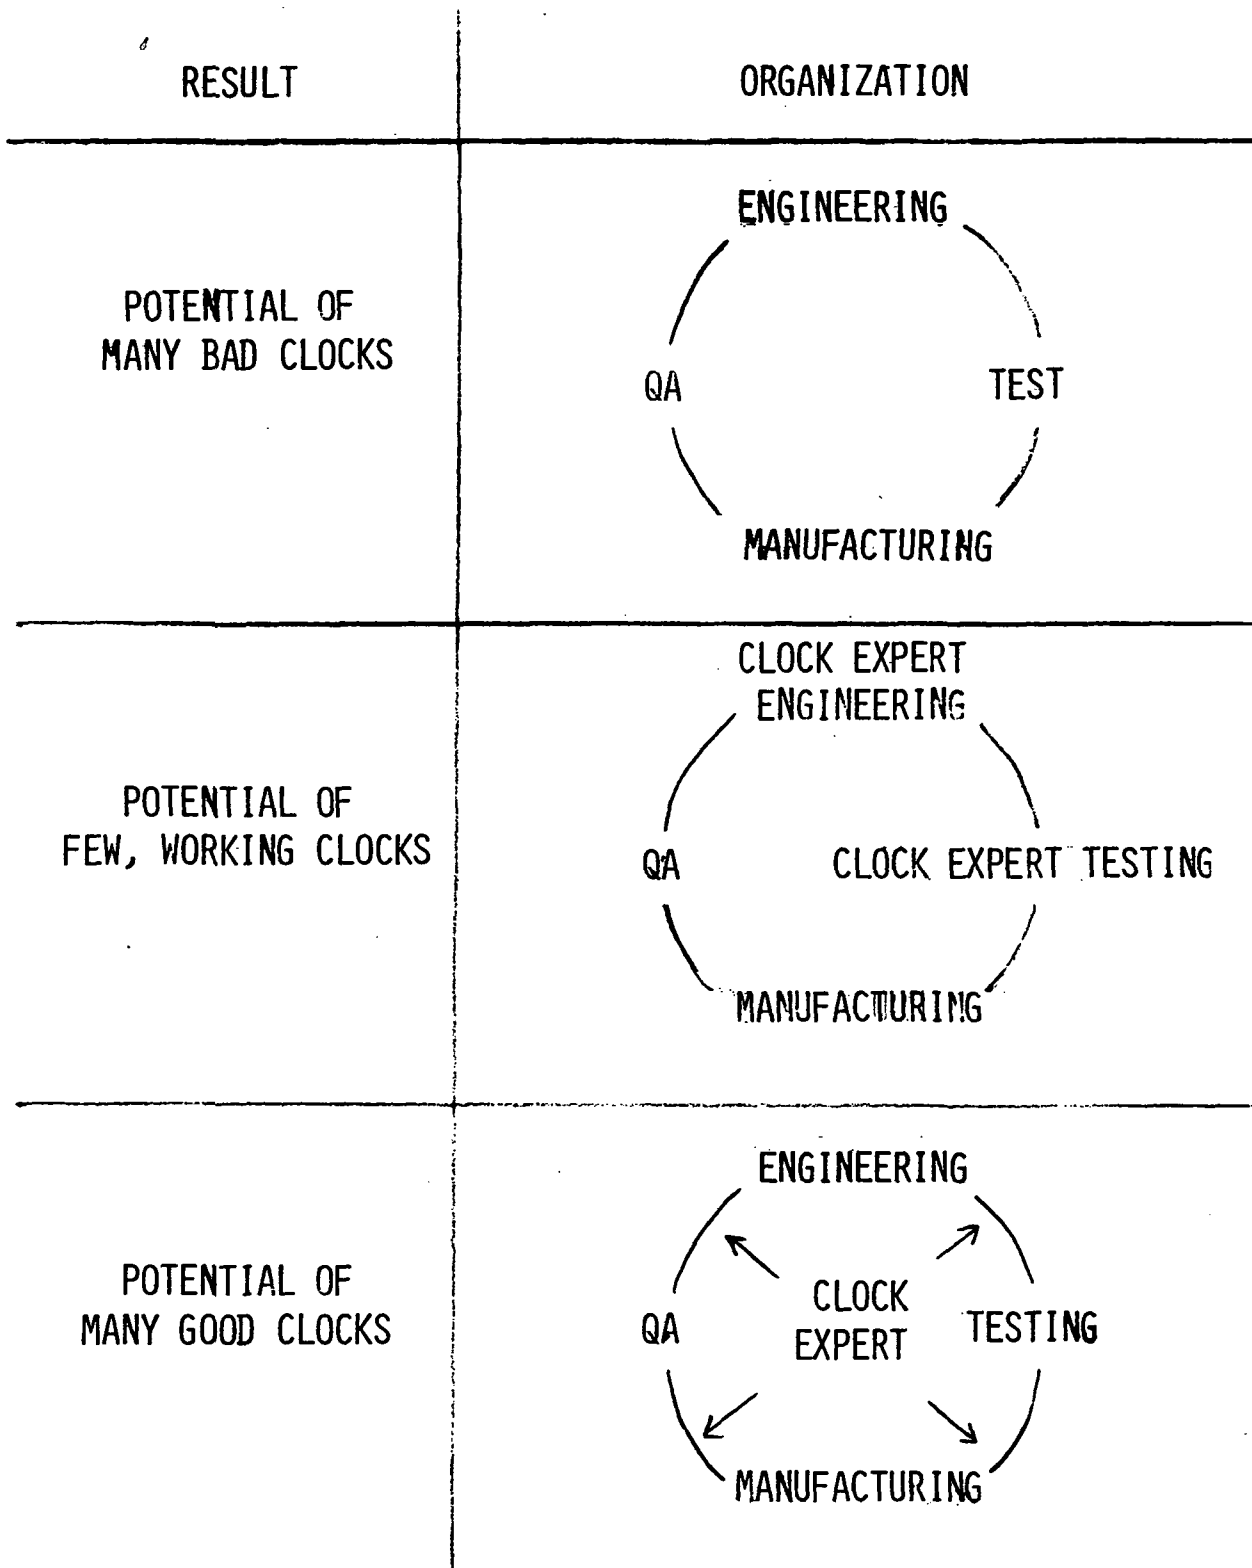 RESULT
ORGANIZATION
POTENTIAL OF
MANY BAD CLOCKS
ENGINEERING
QA
TEST
MANUFACTURING
POTENTIAL OF
FEW, WORKING CLOCKS
CLOCK EXPERT
ENGINEERING
QA
CLOCK EXPERT TESTING
MANUFACTURING
POTENTIAL OF
MANY GOOD CLOCKS
ENGINEERING
CLOCK
EXPERT
QA
TESTING
MANUFACTURING